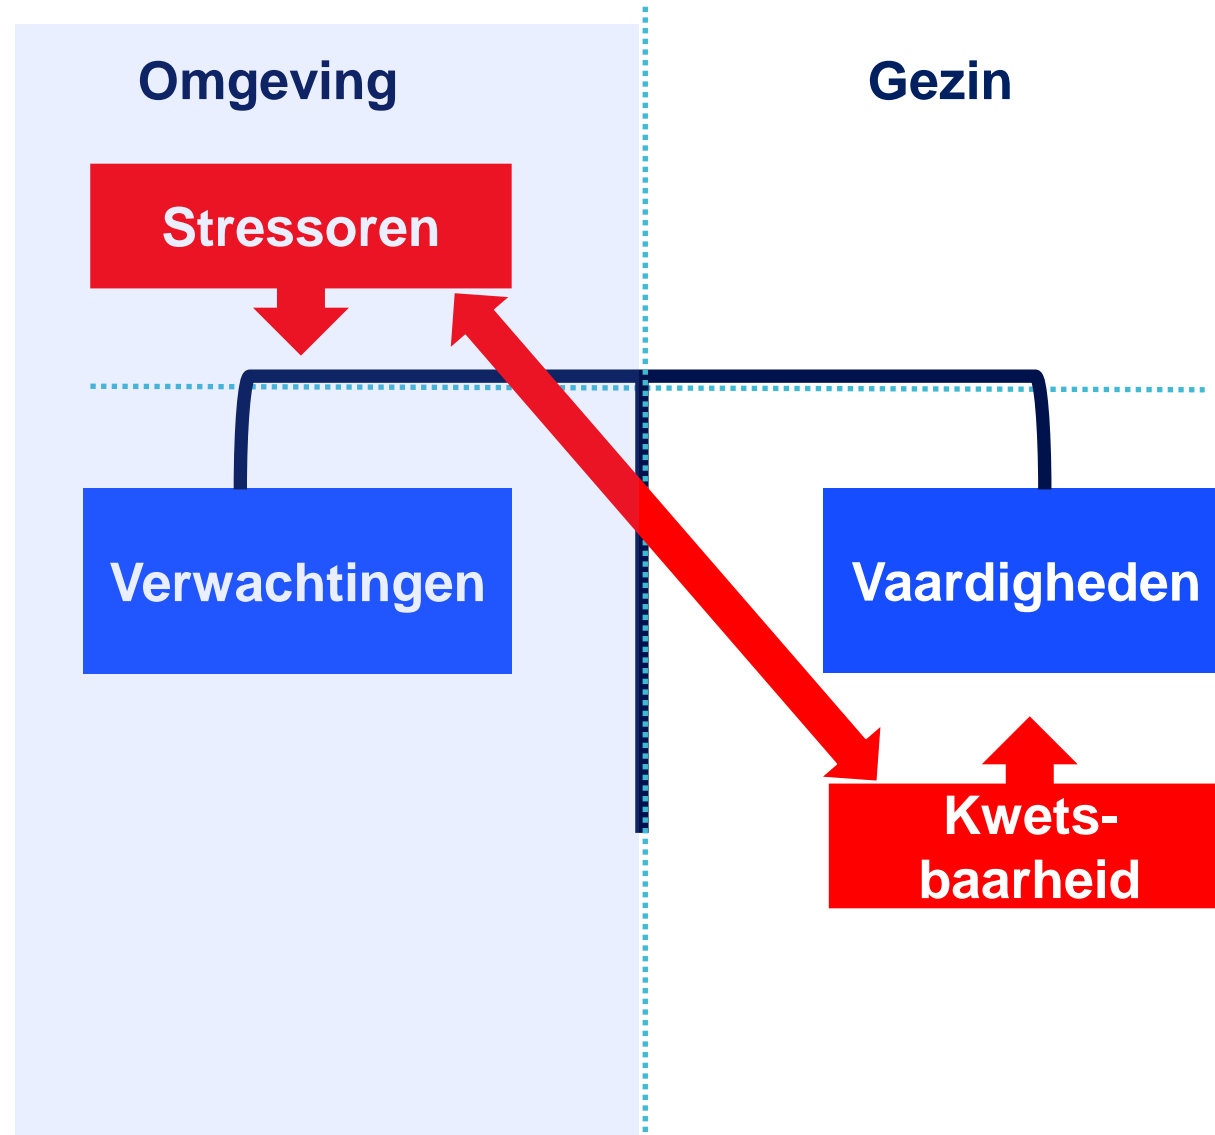 Omgeving
Gezin
Stressoren
Verwachtingen
Vaardigheden
Kwets-
baarheid